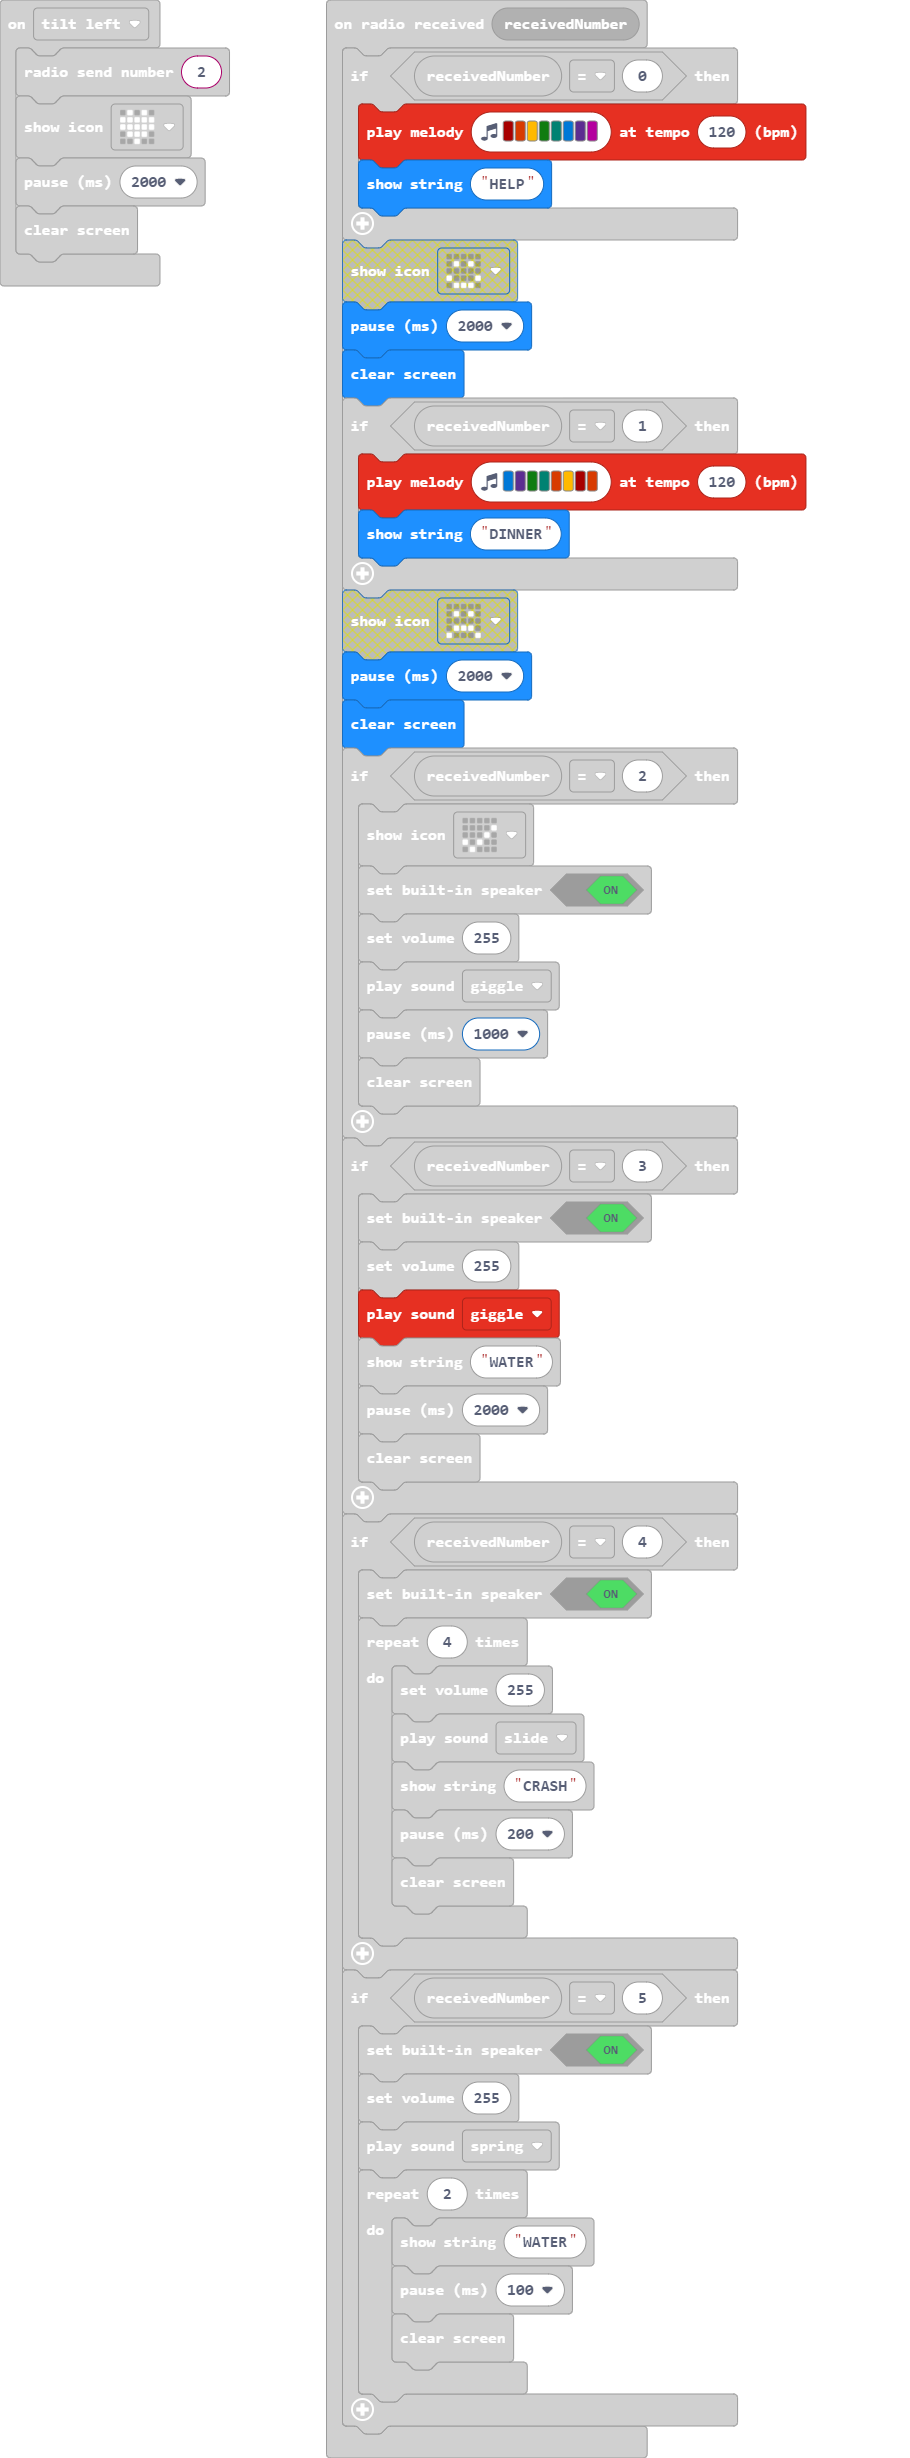 on tilt left
radio send number 2
show icon
pause (ms) 2000
clear screen
on radio received receivedNumber
if receivedNumber = 0 then
play melody at tempo 120 (bpm)
show string "HELP"
show icon
pause (ms) 2000
clear screen
if receivedNumber = 1 then
play melody at tempo 120 (bpm)
show string "DINNER"
show icon
pause (ms) 2000
clear screen
if receivedNumber = 2 then
show icon
set built-in speaker ON
set volume 255
play sound giggle
pause (ms) 1000
clear screen
if receivedNumber = 3 then
set built-in speaker ON
set volume 255
play sound giggle
show string "WATER"
pause (ms) 2000
clear screen
if receivedNumber = 4 then
set built-in speaker ON
repeat 4 times
do
set volume 255
play sound slide
show string "CRASH"
pause (ms) 200
clear screen
if receivedNumber = 5 then
set built-in speaker ON
set volume 255
play sound spring
repeat 2 times
do
show string "WATER"
pause (ms) 100
clear screen